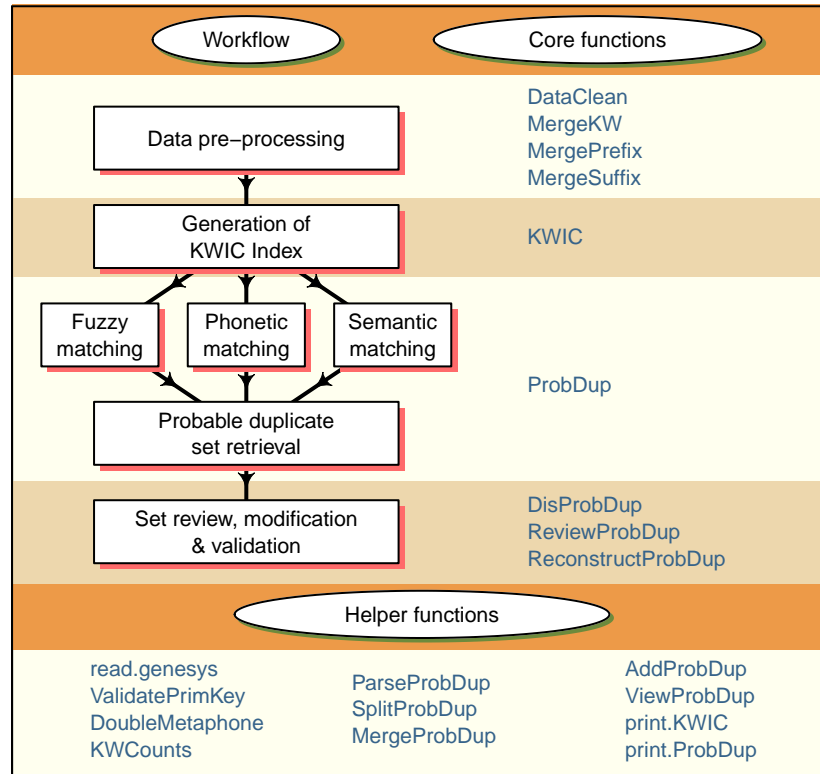 Workflow
Core functions
Data pre−processing
DataClean
MergeKW
MergePrefix
MergeSuffix
Generation of
KWIC Index
KWIC
Fuzzy
matching
Phonetic
matching
Semantic
matching
ProbDup
Probable duplicate
set retrieval
Set review, modification
& validation
DisProbDup
ReviewProbDup
ReconstructProbDup
Helper functions
read.genesys
ValidatePrimKey
DoubleMetaphone
KWCounts
ParseProbDup
SplitProbDup
MergeProbDup
AddProbDup
ViewProbDup
print.KWIC
print.ProbDup